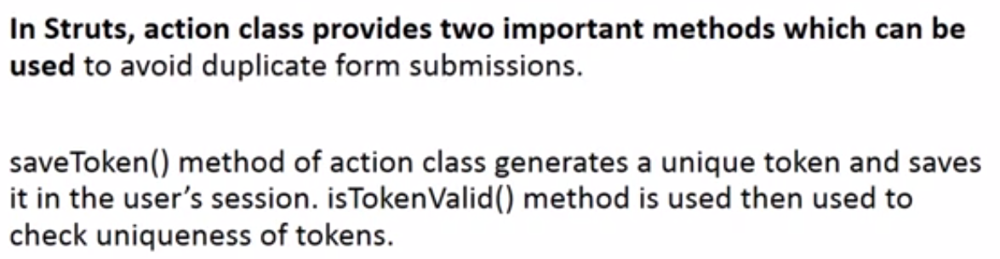 In Struts, action class provides two important methods which can be
used to avoid duplicate form submissions.
saveToken() method of action class generates a unique token and saves
it in the user’s session. isTokenValid() method is used then used to
check uniqueness of tokens.